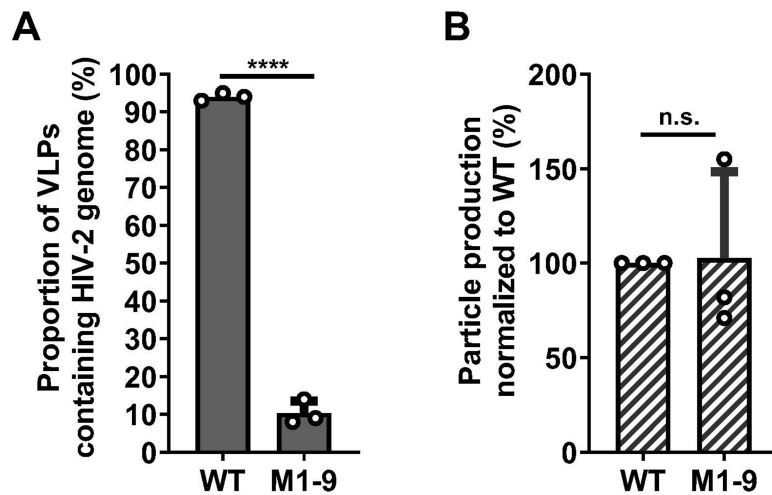 A
Proportion of VLPs
containing HIV-2 genome (%)
100
90
80
70
60
50
40
30
20
10
0
****
WT
M1-9
B
Particle production
normalized to WT (%)
200
150
100
50
0
n.s.
WT
M1-9